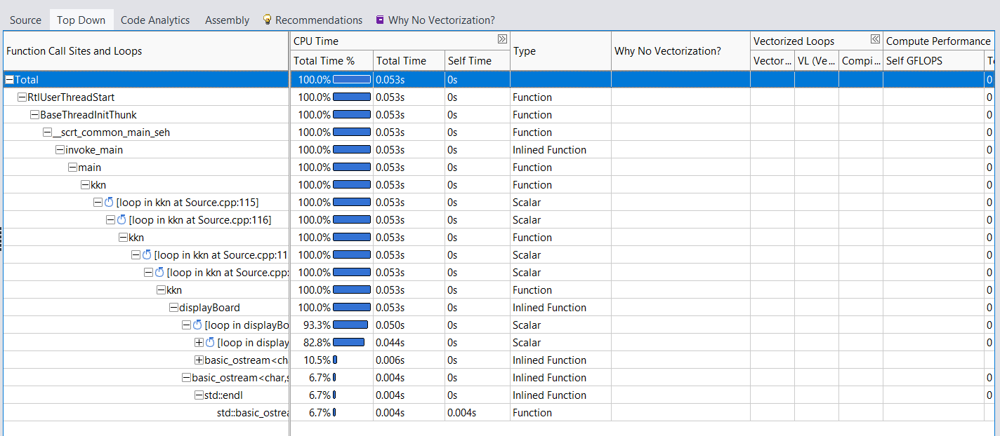 Source Top Down Code Analytics Assembly Recommendations Why No Vectorization?
Function Call Sites and Loops CPU Time Type Why No Vectorization? Vectorized Loops Compute Performance
Total Time % Total Time Self Time Vector... VL (Ve... Compi... Self GFLOPS
Total 100.0% 0.053s 0s 0
RtlUserThreadStart 100.0% 0.053s 0s Function 0
BaseThreadInitThunk 100.0% 0.053s 0s Function 0
__scrt_common_main_seh 100.0% 0.053s 0s Function 0
invoke_main 100.0% 0.053s 0s Inlined Function 0
main 100.0% 0.053s 0s Function 0
kkn 100.0% 0.053s 0s Function 0
[loop in kkn at Source.cpp:115] 100.0% 0.053s 0s Scalar 0
[loop in kkn at Source.cpp:116] 100.0% 0.053s 0s Scalar 0
kkn 100.0% 0.053s 0s Function 0
[loop in kkn at Source.cpp:11 100.0% 0.053s 0s Scalar 0
[loop in kkn at Source.cpp: 100.0% 0.053s 0s Scalar 0
kkn 100.0% 0.053s 0s Function 0
displayBoard 100.0% 0.053s 0s Inlined Function 0
[loop in displayBo 93.3% 0.050s 0s Scalar 0
[loop in display 82.8% 0.044s 0s Scalar 0
basic_ostream<ch 10.5% 0.006s 0s Inlined Function
basic_ostream<char,s 6.7% 0.004s 0s Inlined Function 0
std::endl 6.7% 0.004s 0s Inlined Function 0
std::basic_ostrea 6.7% 0.004s 0.004s Function